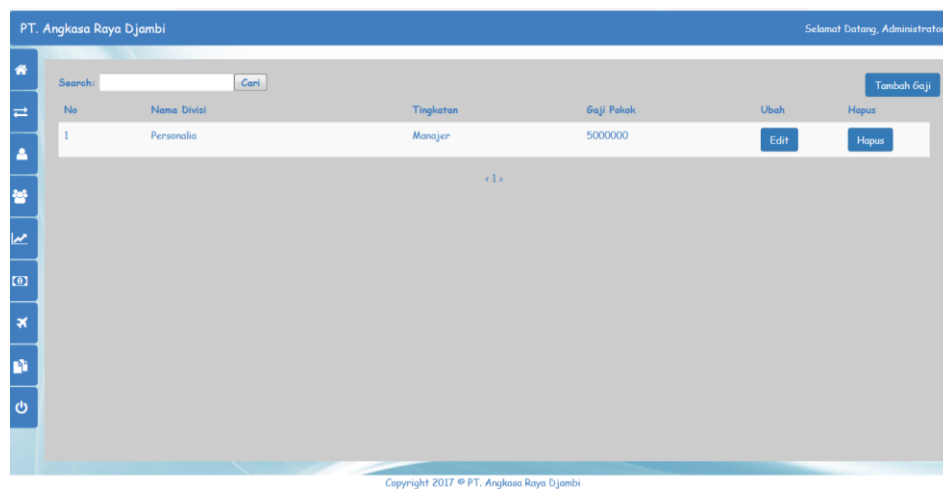 PT. Angkasa Raya Djambi Selamat Datang, Administrator
Search: Cari Tambah Gaji
No Nama Divisi Tingkatan Gaji Pokok Ubah Hapus
1 Personalia Manajer 5000000 Edit Hapus
< 1 >
Copyright 2017 © PT. Angkasa Raya Djambi